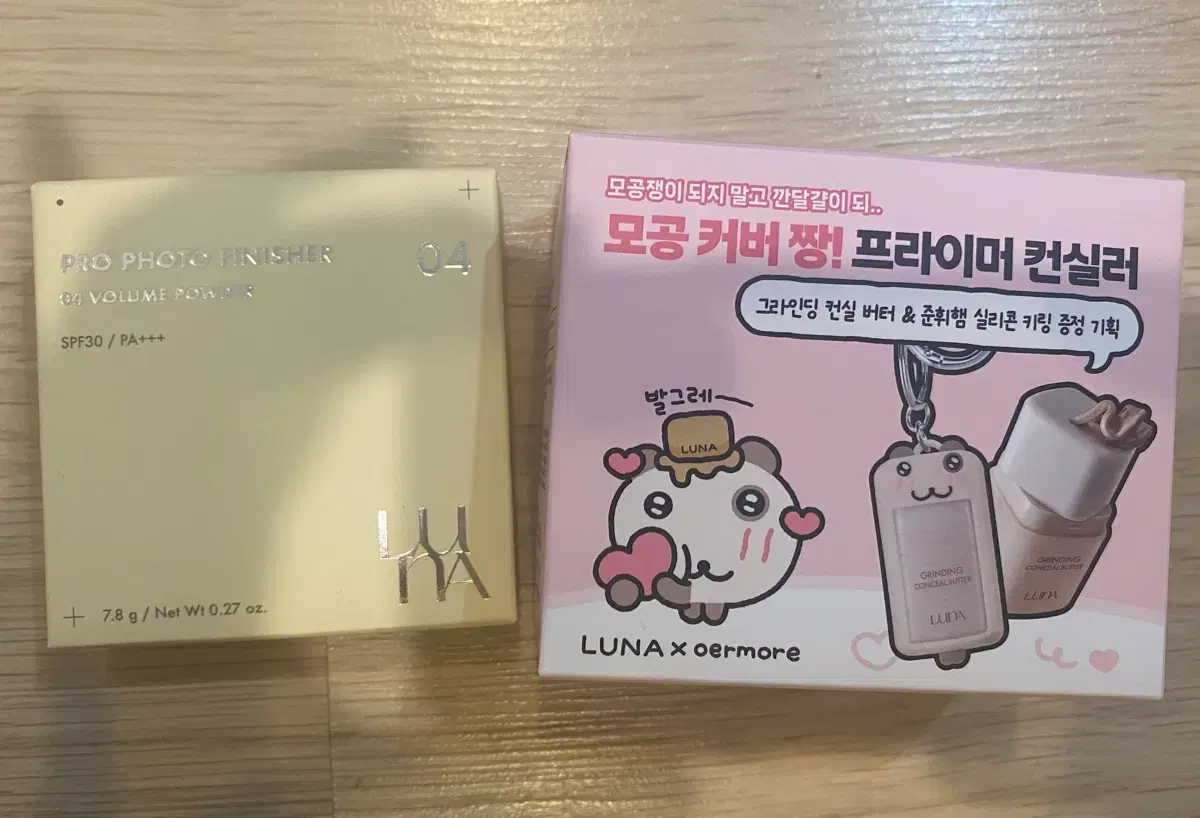 PRO PHOTO FINISHER 04
04 VOLUME POWDER
SPF30 / PA+++
LUNA
7.8 g / Net Wt 0.27 oz.
모공쟁이 되지 말고 깐달걀이 되..
모공 커버 짱! 프라이머 컨실러
그라인딩 컨실 버터 & 준휘햄 실리콘 키링 증정 기획
발그레
LUNA
GRINDING
CONCEAL BUTTER
LUNA
GRINDING
CONCEAL BUTTER
LUNA
LUNA x oermore